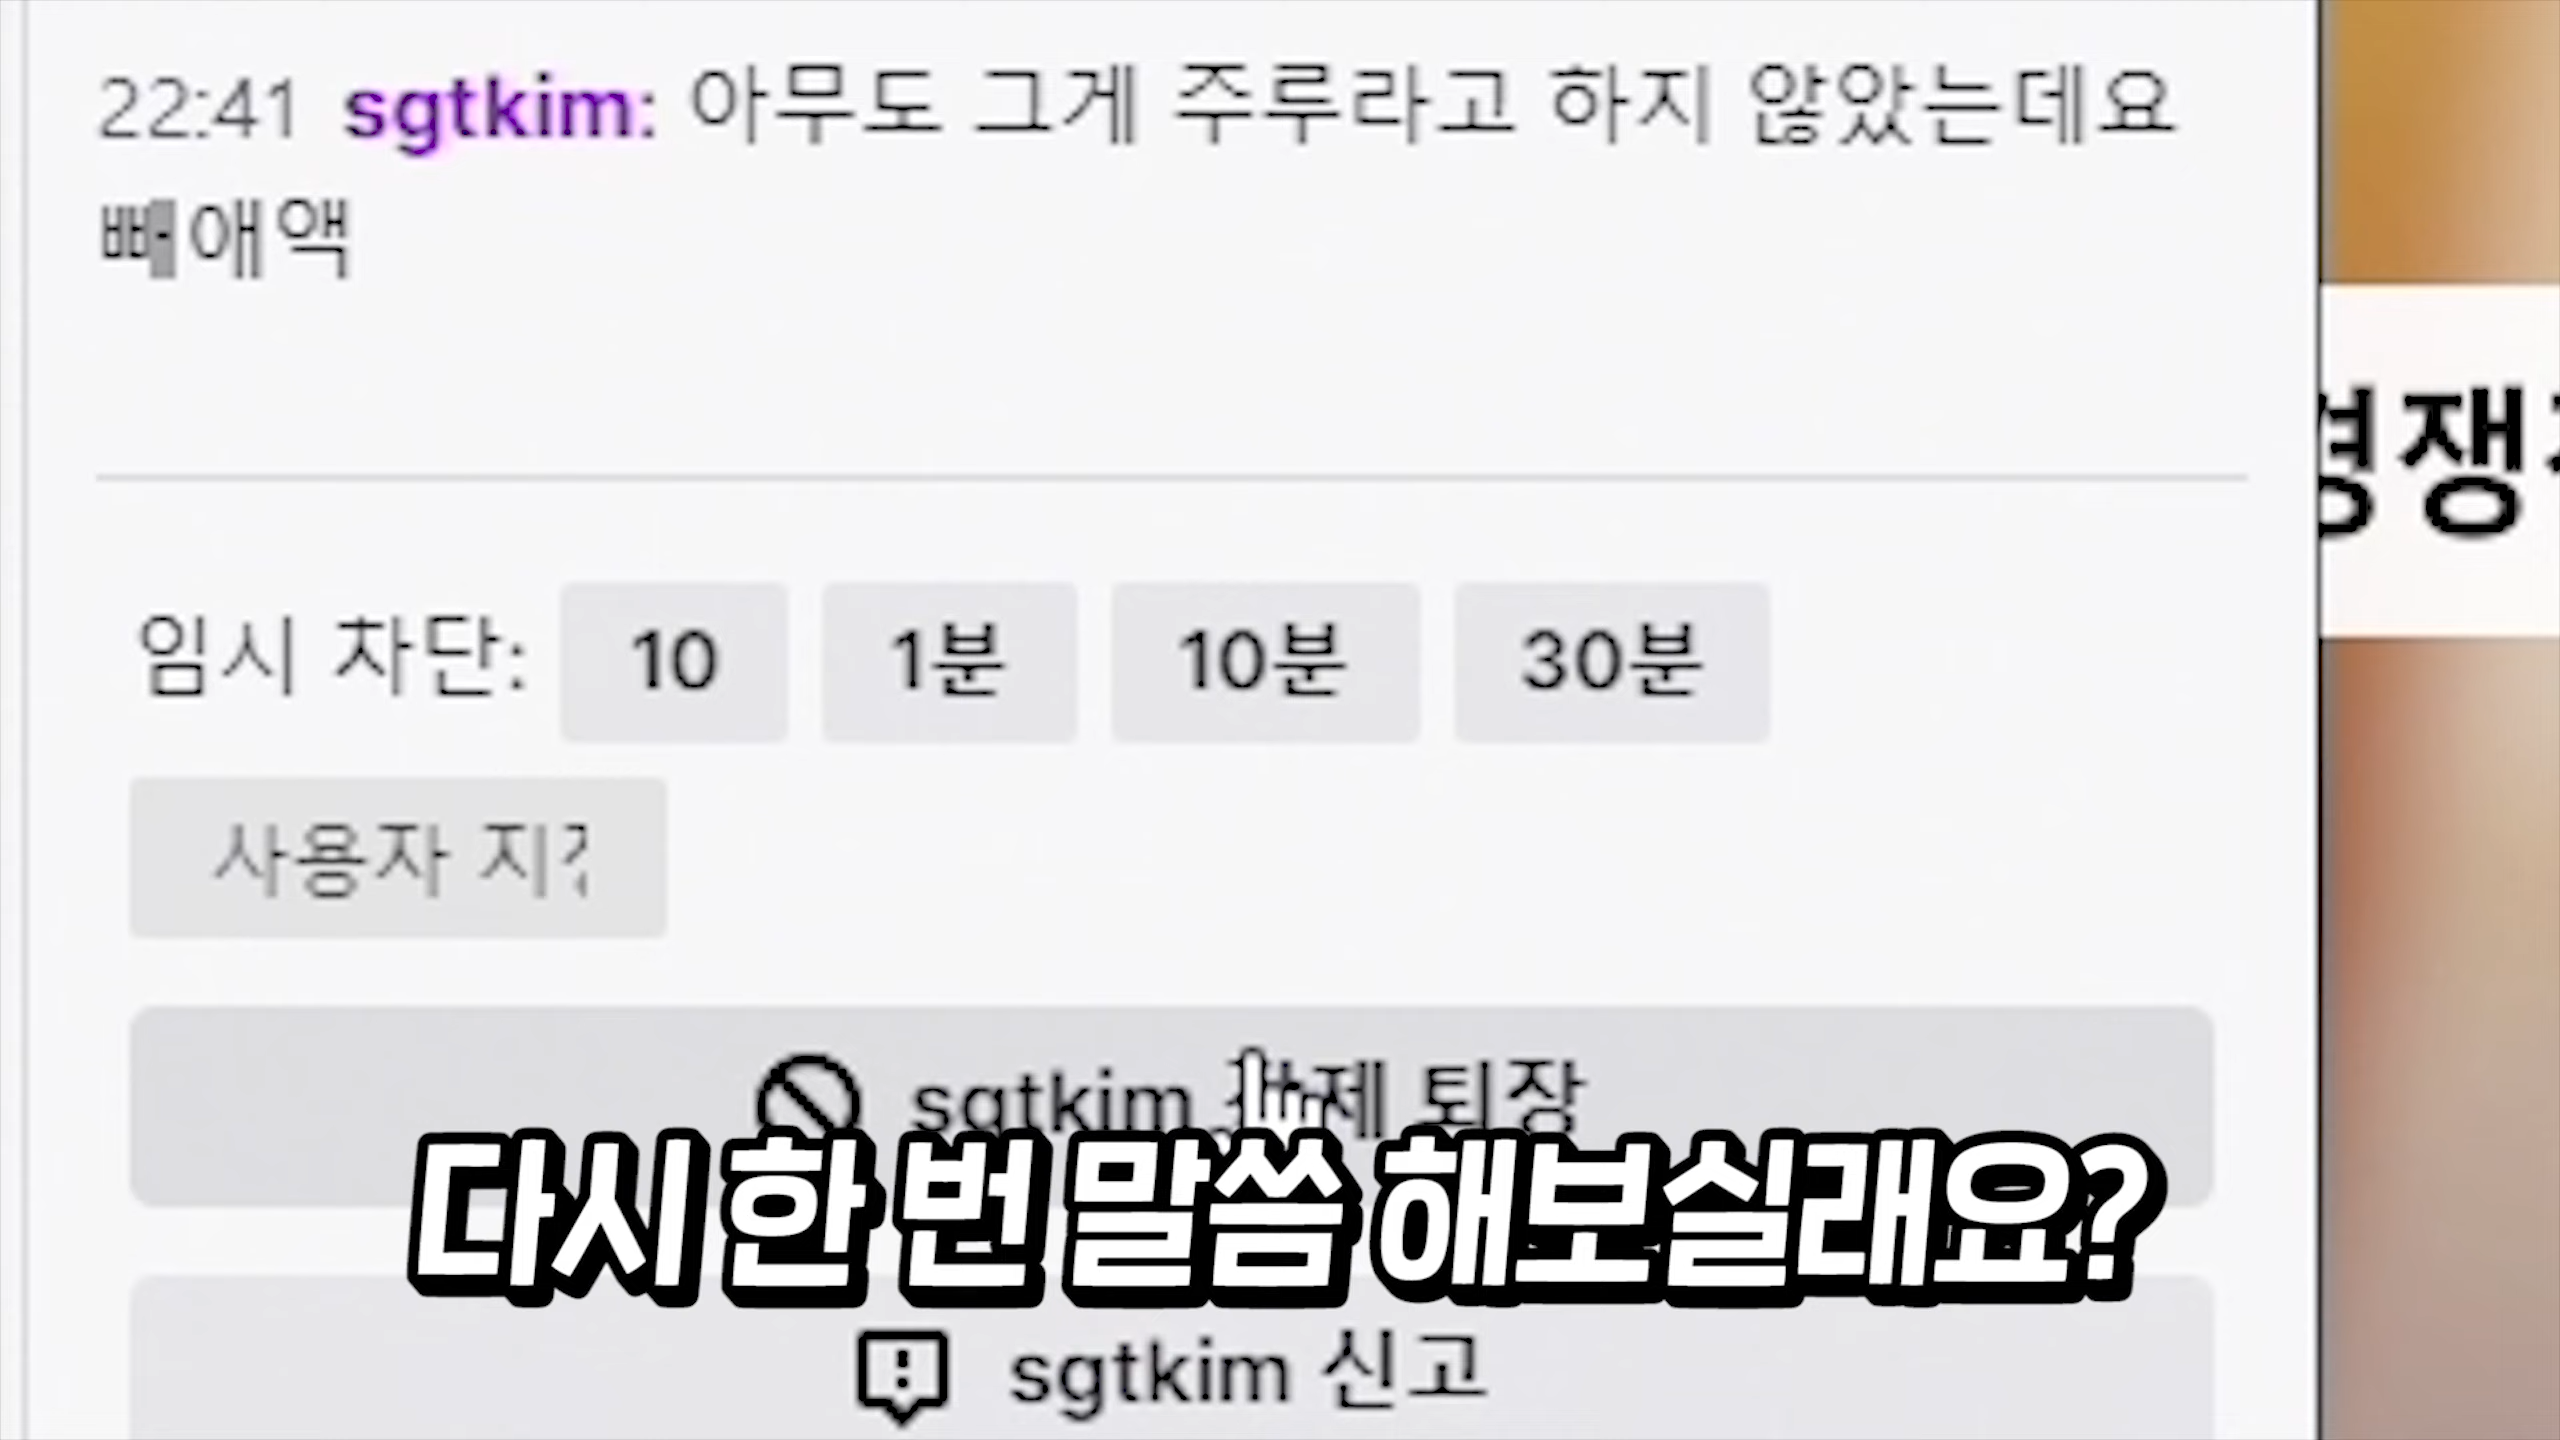 22:41 sgtkim: 아무도 그게 주루라고 하지 않았는데요
빼애액
경쟁
임시 차단: 10 1분 10분 30분
사용자 지
sgtkim 강제 퇴장
다시 한 번 말씀 해보실래요?
sgtkim 신고